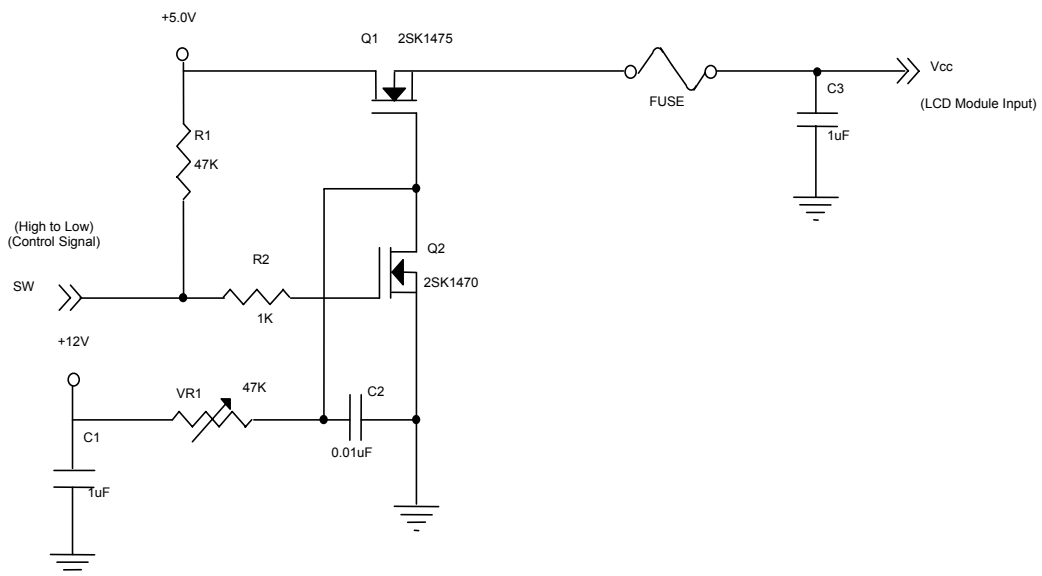 +5.0V
Q1 2SK1475
Vcc
(LCD Module Input)
FUSE
C3
1uF
R1
47K
(High to Low)
(Control Signal)
SW
R2
1K
Q2
2SK1470
+12V
VR1
47K
C2
0.01uF
C1
1uF